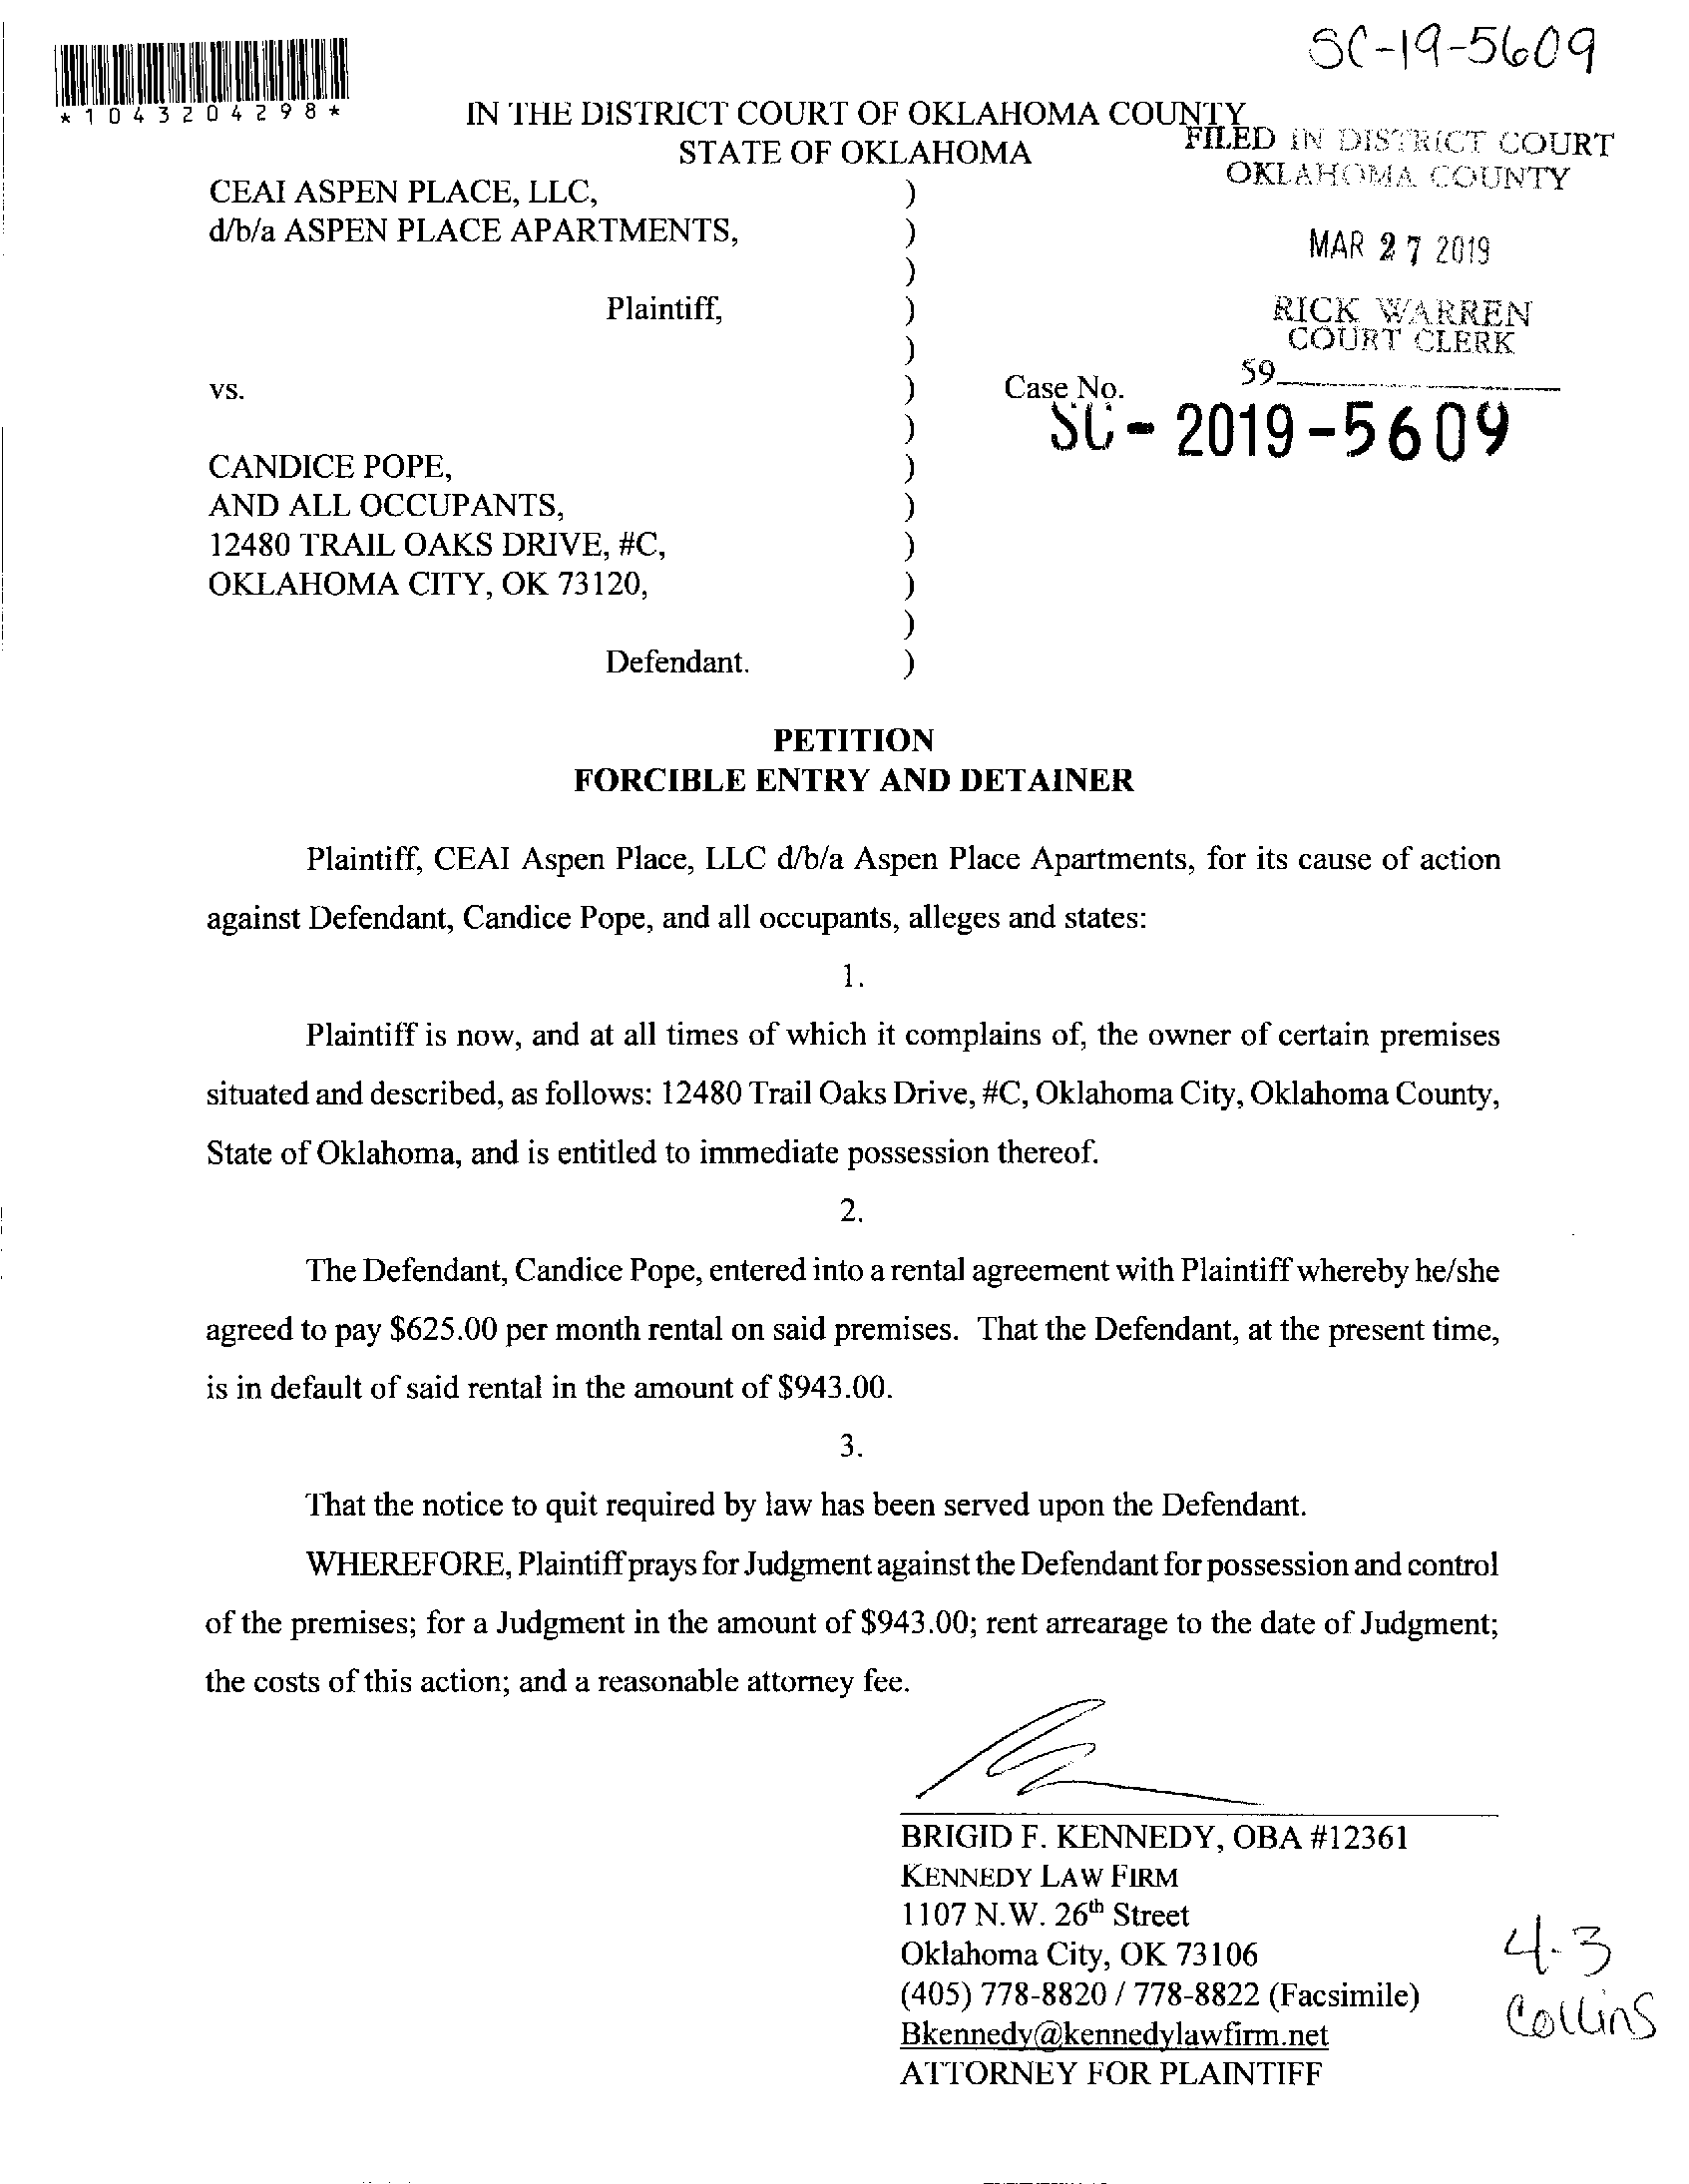 SC-19-5609
*1043204298*
IN THE DISTRICT COURT OF OKLAHOMA COUNTY
STATE OF OKLAHOMA
FILED IN DISTRICT COURT
OKLAHOMA COUNTY
MAR 27 2019
RICK WARREN
COURT CLERK
59
CEAI ASPEN PLACE, LLC, )
d/b/a ASPEN PLACE APARTMENTS, )
)
Plaintiff, )
)
vs. ) Case No.
SC-2019-5609
)
CANDICE POPE, )
AND ALL OCCUPANTS, )
12480 TRAIL OAKS DRIVE, #C, )
OKLAHOMA CITY, OK 73120, )
)
Defendant. )
PETITION
FORCIBLE ENTRY AND DETAINER
Plaintiff, CEAI Aspen Place, LLC d/b/a Aspen Place Apartments, for its cause of action
against Defendant, Candice Pope, and all occupants, alleges and states:
1.
Plaintiff is now, and at all times of which it complains of, the owner of certain premises
situated and described, as follows: 12480 Trail Oaks Drive, #C, Oklahoma City, Oklahoma County,
State of Oklahoma, and is entitled to immediate possession thereof.
2.
The Defendant, Candice Pope, entered into a rental agreement with Plaintiff whereby he/she
agreed to pay $625.00 per month rental on said premises. That the Defendant, at the present time,
is in default of said rental in the amount of $943.00.
3.
That the notice to quit required by law has been served upon the Defendant.
WHEREFORE, Plaintiff prays for Judgment against the Defendant for possession and control
of the premises; for a Judgment in the amount of $943.00; rent arrearage to the date of Judgment;
the costs of this action; and a reasonable attorney fee.
BRIGID F. KENNEDY, OBA #12361
KENNEDY LAW FIRM
1107 N.W. 26th Street
Oklahoma City, OK 73106
(405) 778-8820 / 778-8822 (Facsimile)
Bkennedy@kennedylawfirm.net
ATTORNEY FOR PLAINTIFF
4-3
Collins